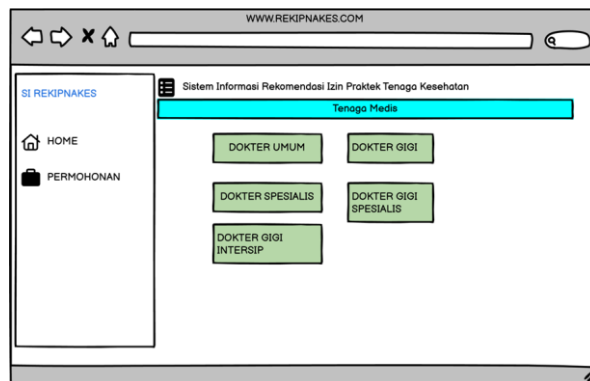 WWW.REKIPNAKES.COM
SI REKIPNAKES
HOME
PERMOHONAN
Sistem Informasi Rekomendasi Izin Praktek Tenaga Kesehatan
Tenaga Medis
DOKTER UMUM
DOKTER GIGI
DOKTER SPESIALIS
DOKTER GIGI
SPESIALIS
DOKTER GIGI
INTERSIP